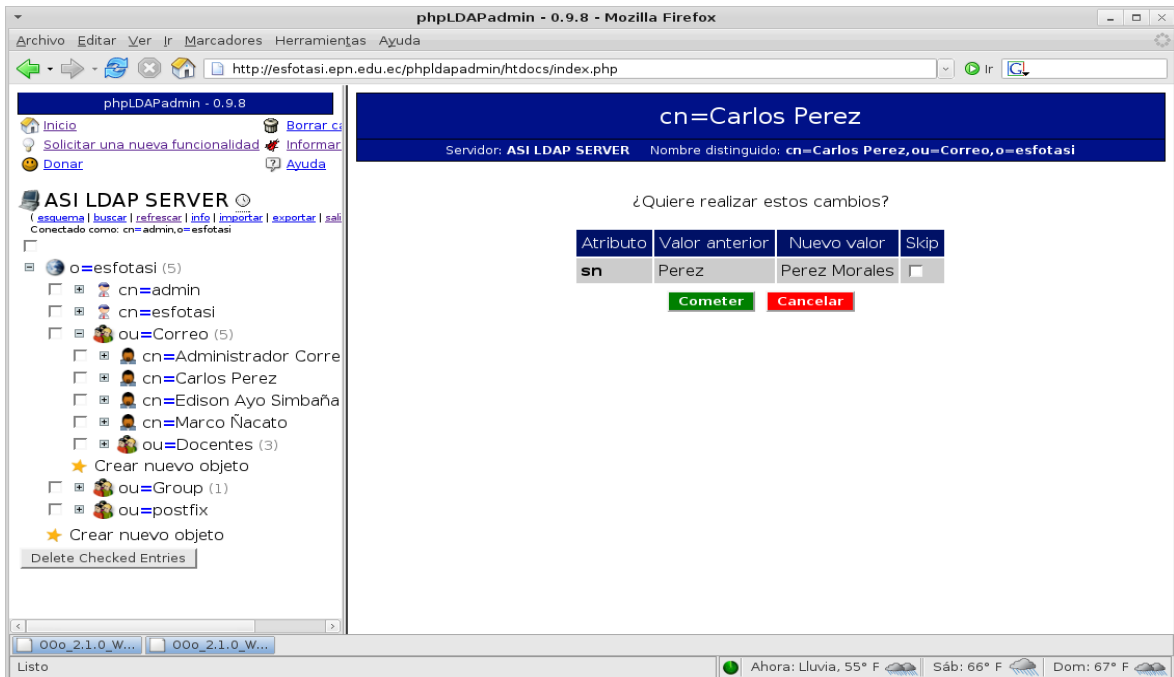 phpLDAPadmin - 0.9.8 - Mozilla Firefox
Archivo Editar Ver Ir Marcadores Herramientas Ayuda
http://esfotasi.epn.edu.ec/phpldapadmin/htdocs/index.php Ir G
phpLDAPadmin - 0.9.8
Inicio Borrar ca
Solicitar una nueva funcionalidad Informar
Donar Ayuda
ASI LDAP SERVER
( esquema | buscar | refrescar | info | importar | exportar | sali
Conectado como: cn=admin,o=esfotasi
o=esfotasi (5)
cn=admin
cn=esfotasi
ou=Correo (5)
cn=Administrador Corre
cn=Carlos Perez
cn=Edison Ayo Simbaña
cn=Marco Ñacato
ou=Docentes (3)
Crear nuevo objeto
ou=Group (1)
ou=postfix
Crear nuevo objeto
Delete Checked Entries
cn=Carlos Perez
Servidor: ASI LDAP SERVER Nombre distinguido: cn=Carlos Perez,ou=Correo,o=esfotasi
¿Quiere realizar estos cambios?
Atributo Valor anterior Nuevo valor Skip
sn Perez Perez Morales
Cometer Cancelar
OOo_2.1.0_W... OOo_2.1.0_W...
Listo Ahora: Lluvia, 55° F Sáb: 66° F Dom: 67° F